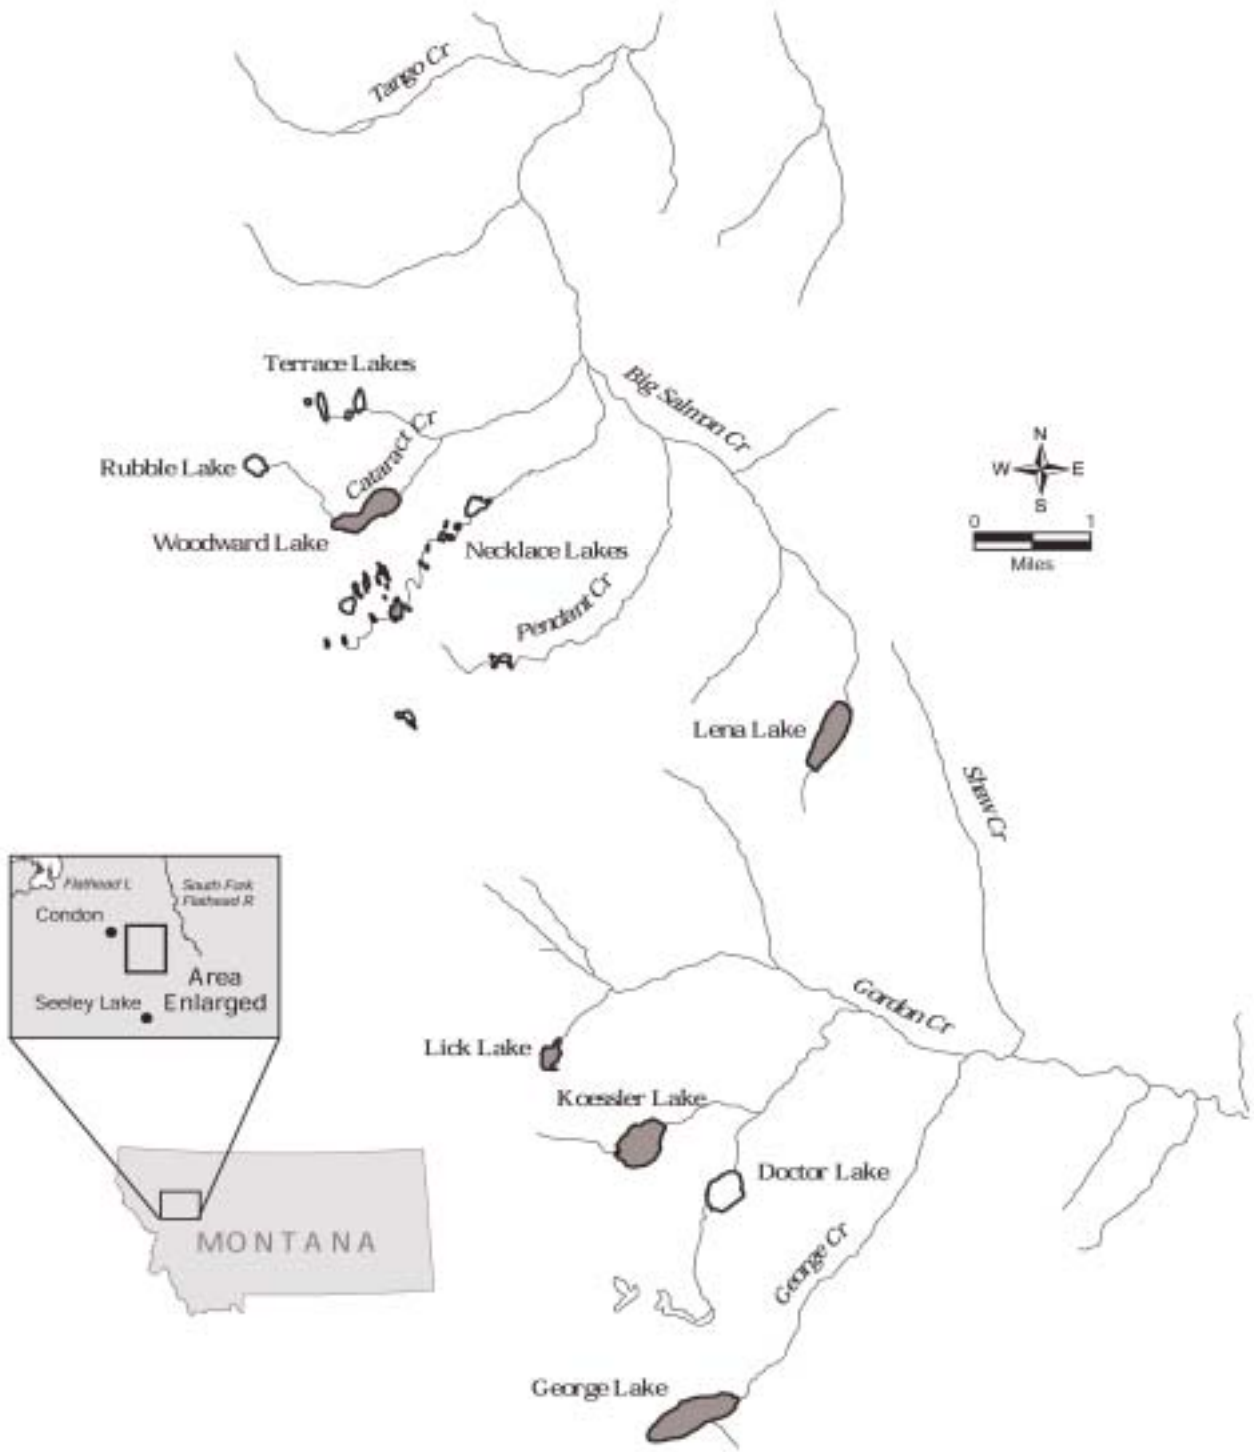 Tango Cr
Terrace Lakes
Big Salmon Cr
Cataract Cr
Rubble Lake
N
W E
S
0 1
Miles
Woodward Lake
Necklace Lakes
Pendant Cr
Lena Lake
Shaw Cr
Flathead L
South Fork
Flathead R
Condon
Area
Enlarged
Seeley Lake
Gordon Cr
Lick Lake
Koessler Lake
Doctor Lake
MONTANA
George Cr
George Lake